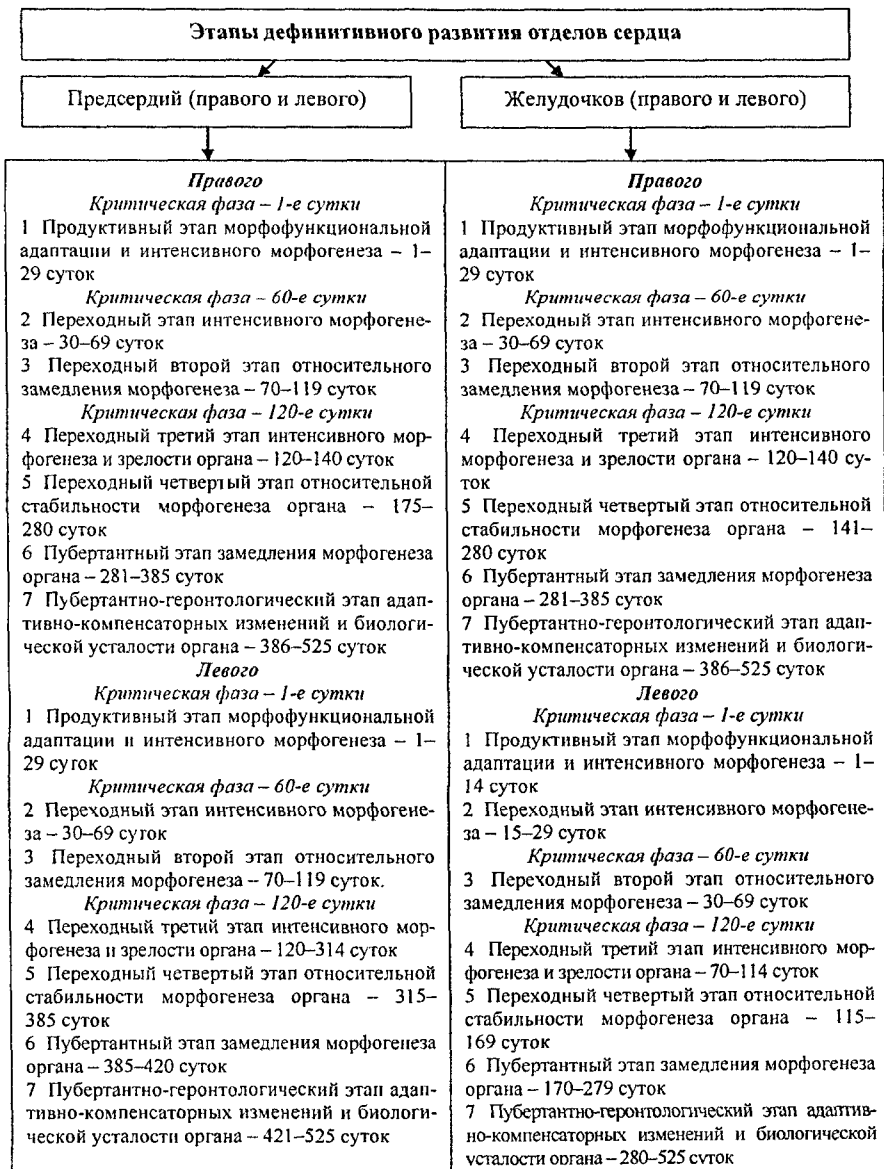 Этапы дефинитивного развития отделов сердца
Предсердий (правого и левого)
Желудочков (правого и левого)
Правого
Критическая фаза – 1-е сутки
1 Продуктивный этап морфофункциональной
адаптации и интенсивного морфогенеза – 1–
29 суток
Критическая фаза – 60-е сутки
2 Переходный этап интенсивного морфогене-
за – 30–69 суток
3 Переходный второй этап относительного
замедления морфогенеза – 70–119 суток
Критическая фаза – 120-е сутки
4 Переходный третий этап интенсивного мор-
фогенеза и зрелости органа – 120–140 суток
5 Переходный четвертый этап относительной
стабильности морфогенеза органа – 175–
280 суток
6 Пубертантный этап замедления морфогенеза
органа – 281–385 суток
7 Пубертантно-геронтологический этап адап-
тивно-компенсаторных изменений и биологи-
ческой усталости органа – 386–525 суток
Левого
Критическая фаза – 1-е сутки
1 Продуктивный этап морфофункциональной
адаптации и интенсивного морфогенеза – 1–
29 суток
Критическая фаза – 60-е сутки
2 Переходный этап интенсивного морфогене-
за – 30–69 суток
3 Переходный второй этап относительного
замедления морфогенеза – 70–119 суток.
Критическая фаза – 120-е сутки
4 Переходный третий этап интенсивного мор-
фогенеза и зрелости органа – 120–314 суток
5 Переходный четвертый этап относительной
стабильности морфогенеза органа – 315–
385 суток
6 Пубертантный этап замедления морфогенеза
органа – 385–420 суток
7 Пубертантно-геронтологический этап адап-
тивно-компенсаторных изменений и биологи-
ческой усталости органа – 421–525 суток
Правого
Критическая фаза – 1-е сутки
1 Продуктивный этап морфофункциональной
адаптации и интенсивного морфогенеза – 1–
29 суток
Критическая фаза – 60-е сутки
2 Переходный этап интенсивного морфогене-
за – 30–69 суток
3 Переходный второй этап относительного
замедления морфогенеза – 70–119 суток
Критическая фаза – 120-е сутки
4 Переходный третий этап интенсивного
морфогенеза и зрелости органа – 120–140 су-
ток
5 Переходный четвертый этап относительной
стабильности морфогенеза органа – 141–
280 суток
6 Пубертантный этап замедления морфогенеза
органа – 281–385 суток
7 Пубертантно-геронтологический этап адап-
тивно-компенсаторных изменений и биологи-
ческой усталости органа – 386–525 суток
Левого
Критическая фаза – 1-е сутки
1 Продуктивный этап морфофункциональной
адаптации и интенсивного морфогенеза – 1–
14 суток
2 Переходный этап интенсивного морфогене-
за – 15–29 суток
Критическая фаза – 60-е сутки
3 Переходный второй этап относительного
замедления морфогенеза – 30–69 суток
Критическая фаза – 120-е сутки
4 Переходный третий этап интенсивного мор-
фогенеза и зрелости органа – 70–114 суток
5 Переходный четвертый этап относительной
стабильности морфогенеза органа – 115–
169 суток
6 Пубертантный этап замедления морфогенеза
органа – 170–279 суток
7 Пубертантно-геронтологический этап адаптив-
но-компенсаторных изменений и биологической
усталости органа – 280–525 суток